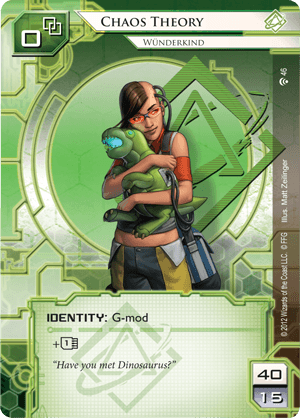 0
CHAOS THEORY
WÜNDERKIND
46
Illus. Matt Zeilinger
© 2012 Wizards of the Coast LLC. © FFG
IDENTITY: G-mod
+1
“Have you met Dinosaurus?”
40
15